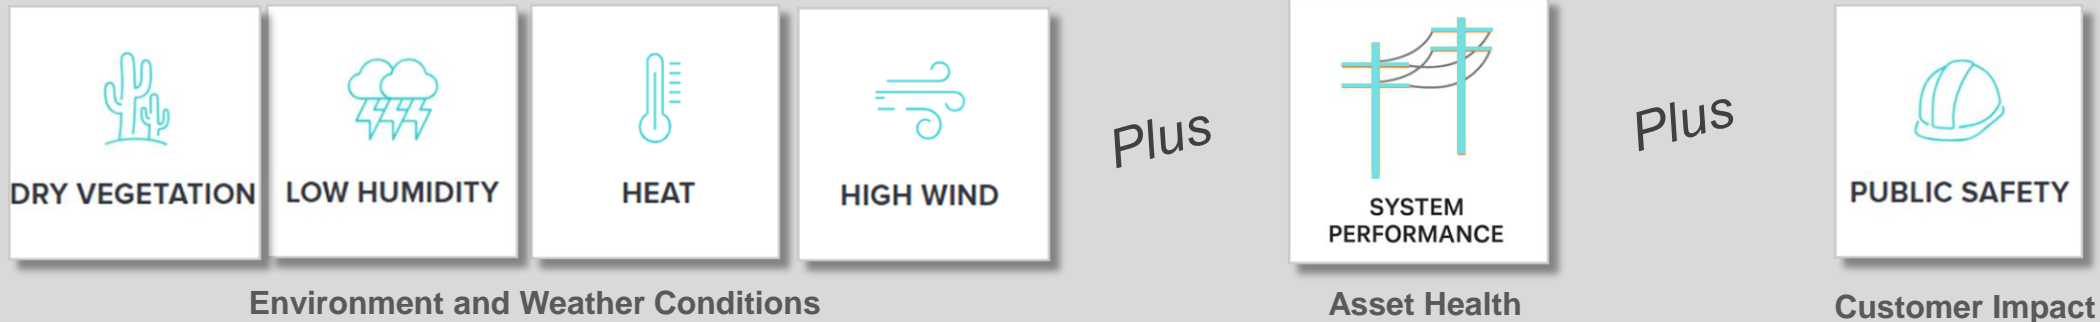 DRY VEGETATION
LOW HUMIDITY
HEAT
HIGH WIND
Environment and Weather Conditions
Plus
SYSTEM
PERFORMANCE
Asset Health
Plus
PUBLIC SAFETY
Customer Impact